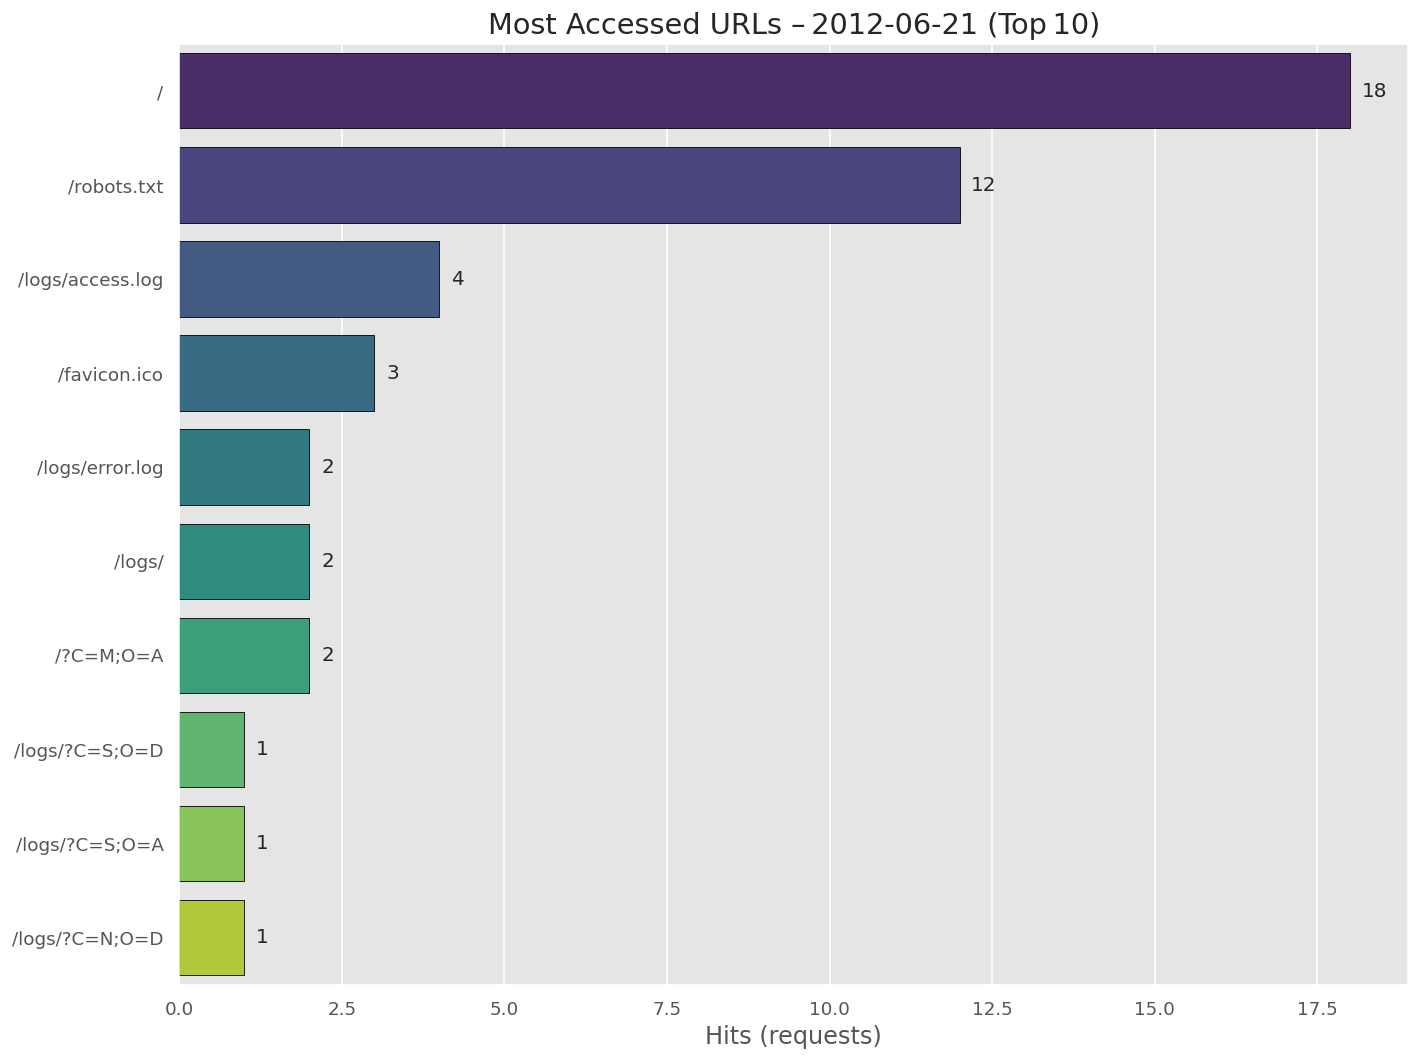 Most Accessed URLs – 2012-06-21 (Top 10)
/ 18
/robots.txt 12
/logs/access.log 4
/favicon.ico 3
/logs/error.log 2
/logs/ 2
/?C=M;O=A 2
/logs/?C=S;O=D 1
/logs/?C=S;O=A 1
/logs/?C=N;O=D 1
0.0 2.5 5.0 7.5 10.0 12.5 15.0 17.5
Hits (requests)